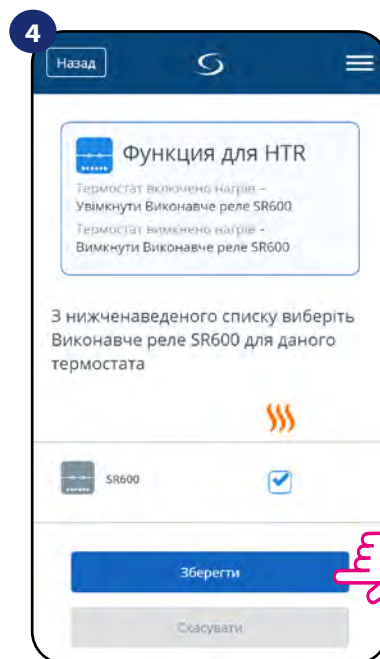 4
Назад
Функция для HTR
Термостат включено нагрів –
Увімкнути Виконавче реле SR600
Термостат вимкнено нагрів –
Вимкнути Виконавче реле SR600
З нижченаведеного списку виберіть
Виконавче реле SR600 для даного
термостата
SR600
Зберегти
Скасувати